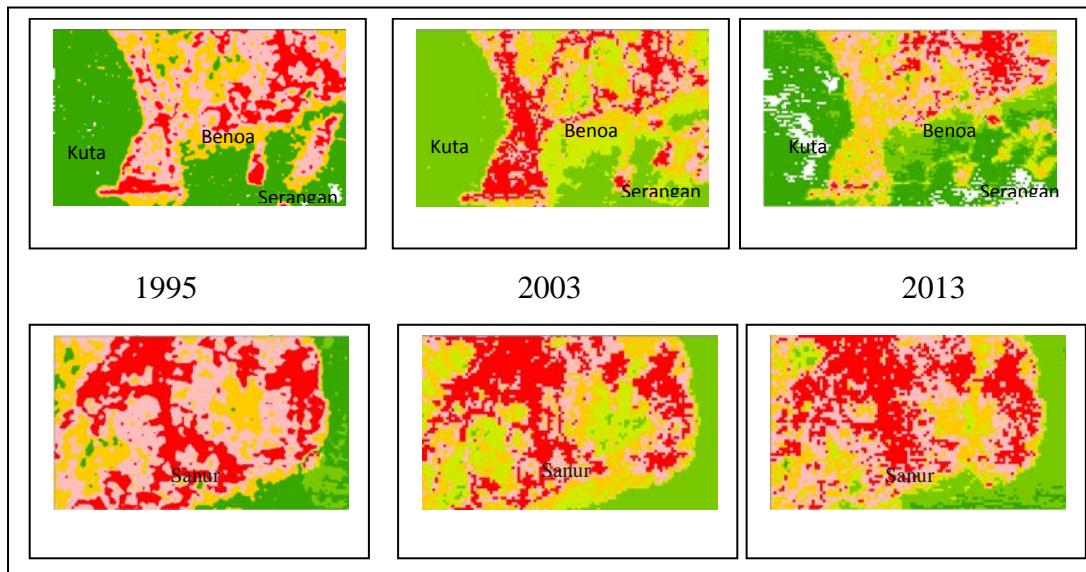 Kuta
Benoa
Serangan
Kuta
Benoa
Serangan
Kuta
Benoa
Serangan
1995
2003
2013
Sanur
Sanur
Sanur